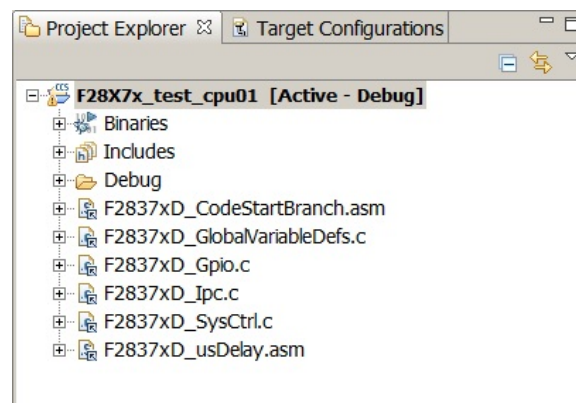 Project Explorer Target Configurations
F28X7x_test_cpu01 [Active - Debug]
Binaries
Includes
Debug
F2837xD_CodeStartBranch.asm
F2837xD_GlobalVariableDefs.c
F2837xD_Gpio.c
F2837xD_Ipc.c
F2837xD_SysCtrl.c
F2837xD_usDelay.asm